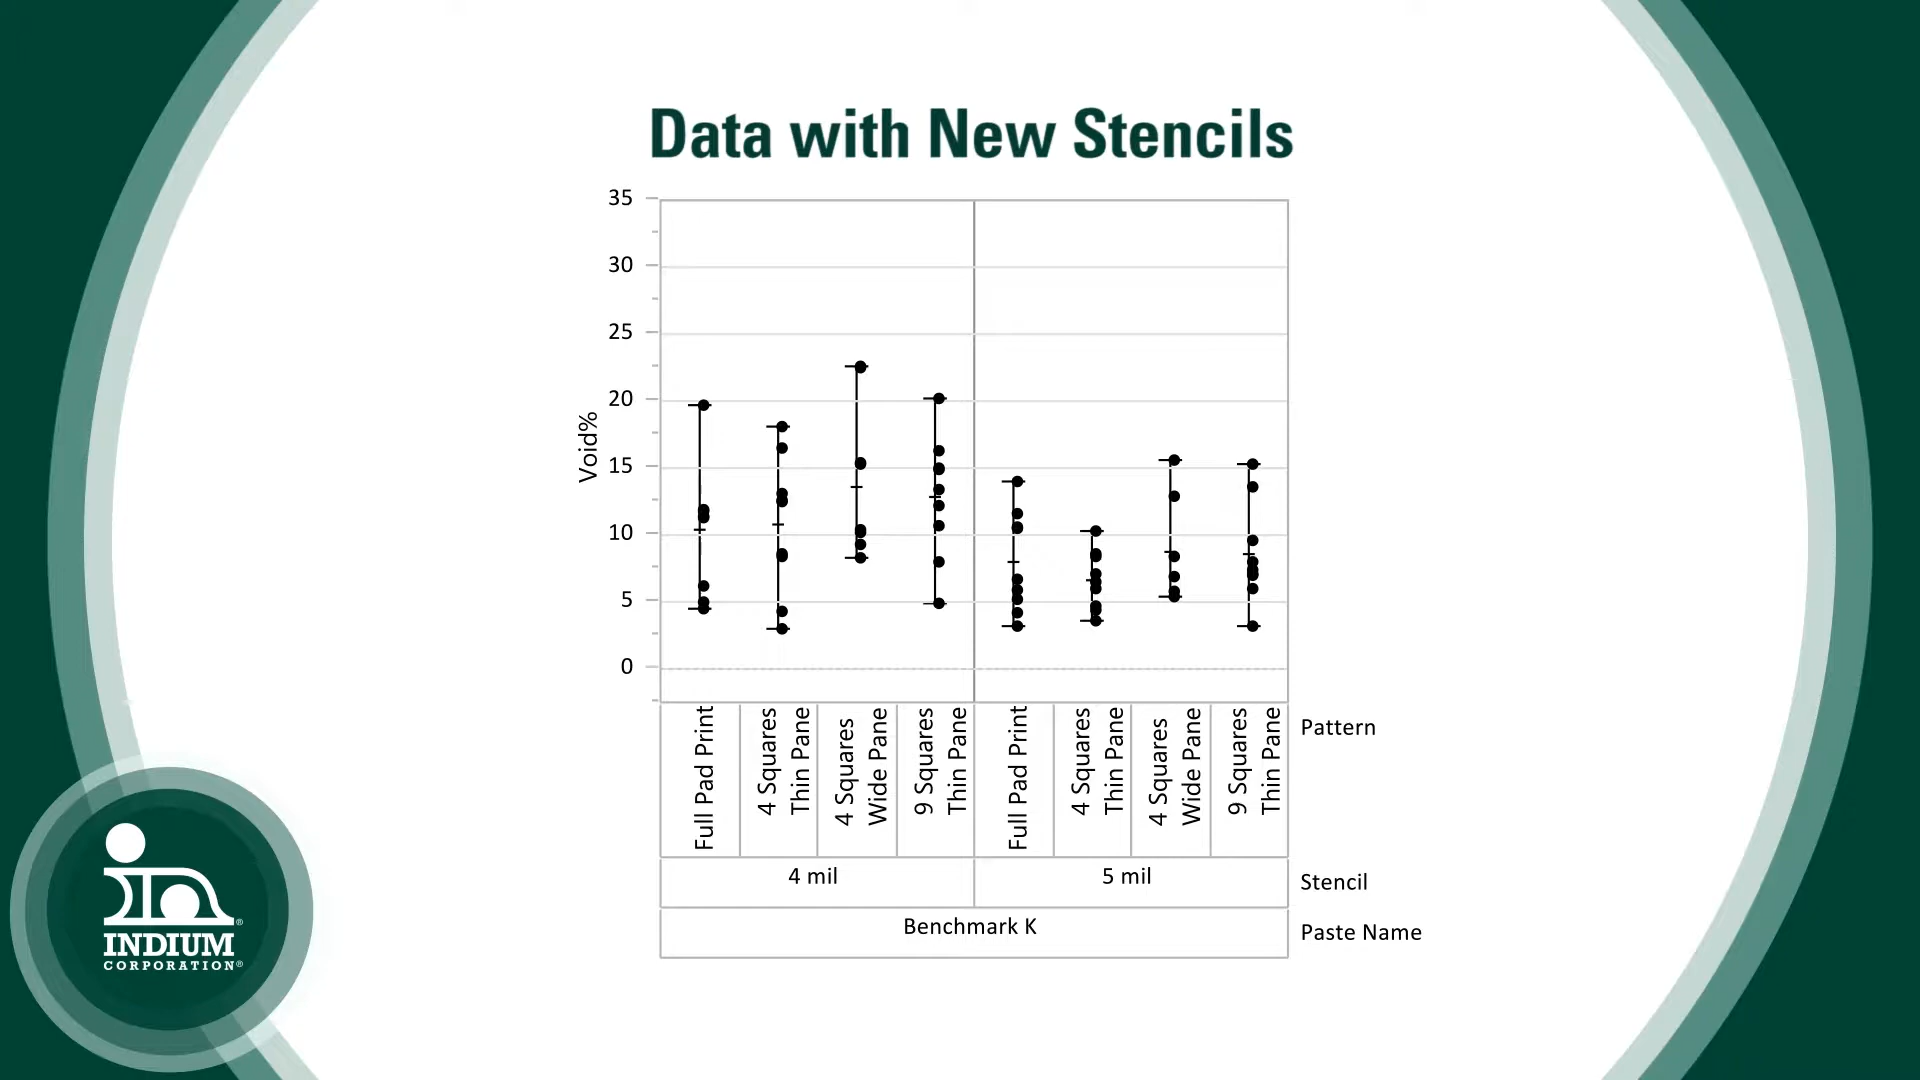 Data with New Stencils
35
30
25
20
15
10
5
0
Void%
Full Pad Print
4 Squares
Thin Pane
4 Squares
Wide Pane
9 Squares
Thin Pane
Full Pad Print
4 Squares
Thin Pane
4 Squares
Wide Pane
9 Squares
Thin Pane
Pattern
4 mil
5 mil
Stencil
Benchmark K
Paste Name
INDIUM®
CORPORATION®